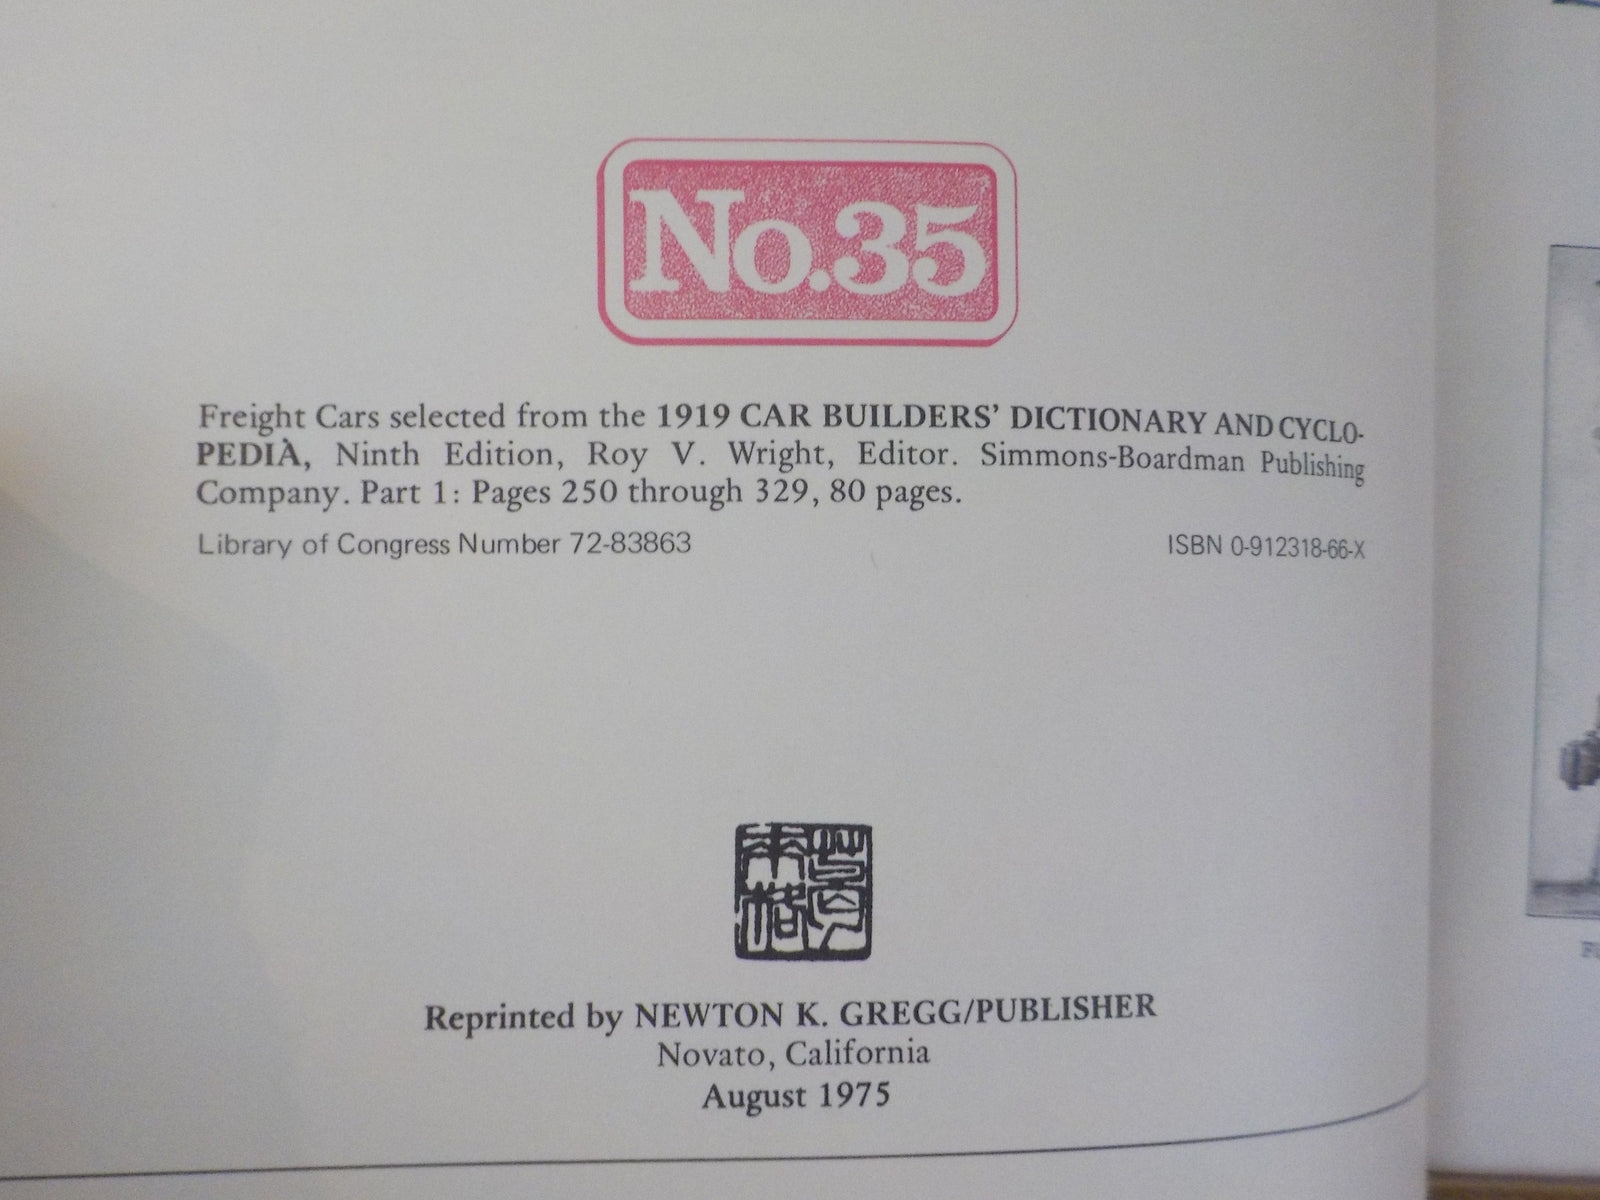 No.35
Freight Cars selected from the 1919 CAR BUILDERS' DICTIONARY AND CYCLO-
PEDIA, Ninth Edition, Roy V. Wright, Editor. Simmons-Boardman Publishing
Company. Part 1: Pages 250 through 329, 80 pages.
Library of Congress Number 72-83863 ISBN 0-912318-66-X
Reprinted by NEWTON K. GREGG/PUBLISHER
Novato, California
August 1975